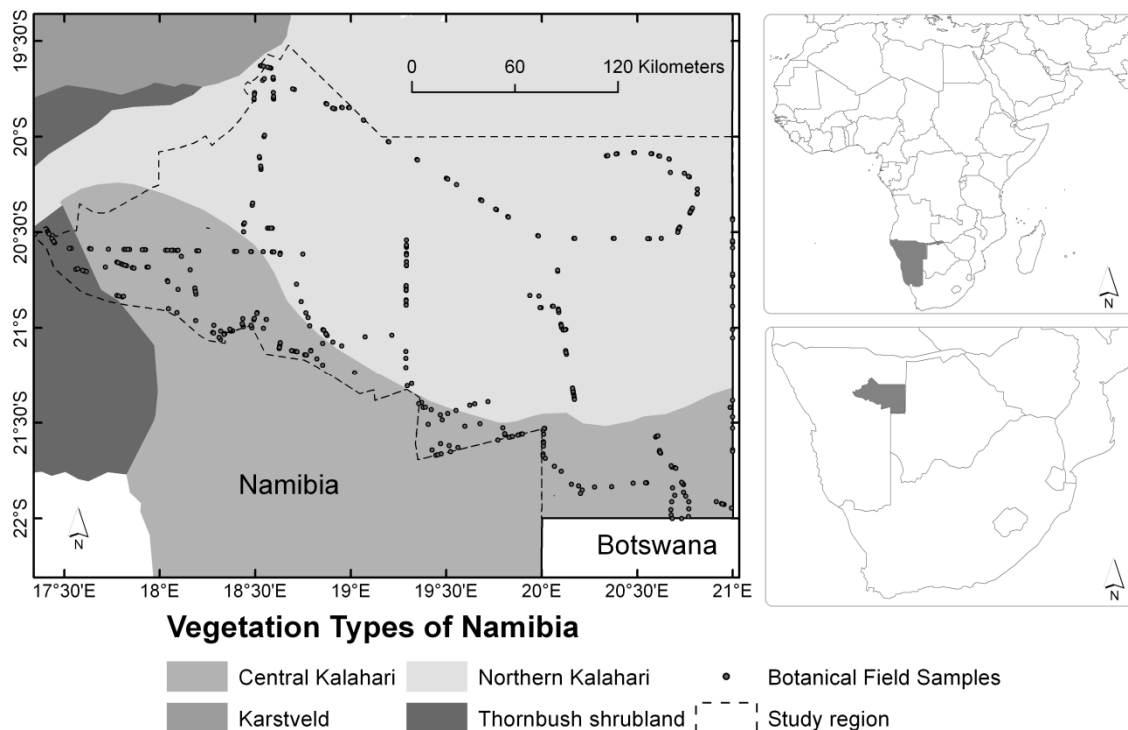 19°30'S
20°S
20°30'S
21°S
21°30'S
22°S
0 60 120 Kilometers
Namibia
Botswana
N
17°30'E 18°E 18°30'E 19°E 19°30'E 20°E 20°30'E 21°E
N
N
Vegetation Types of Namibia
Central Kalahari Northern Kalahari Botanical Field Samples
Karstveld Thornbush shrubland Study region